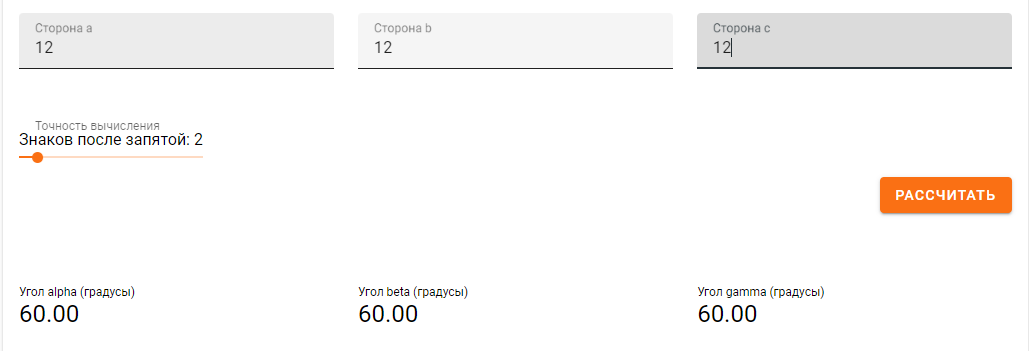 Сторона a
Сторона b
Сторона c
12
12
12
Точность вычисления
Знаков после запятой: 2
РАССЧИТАТЬ
Угол alpha (градусы)
Угол beta (градусы)
Угол gamma (градусы)
60.00
60.00
60.00